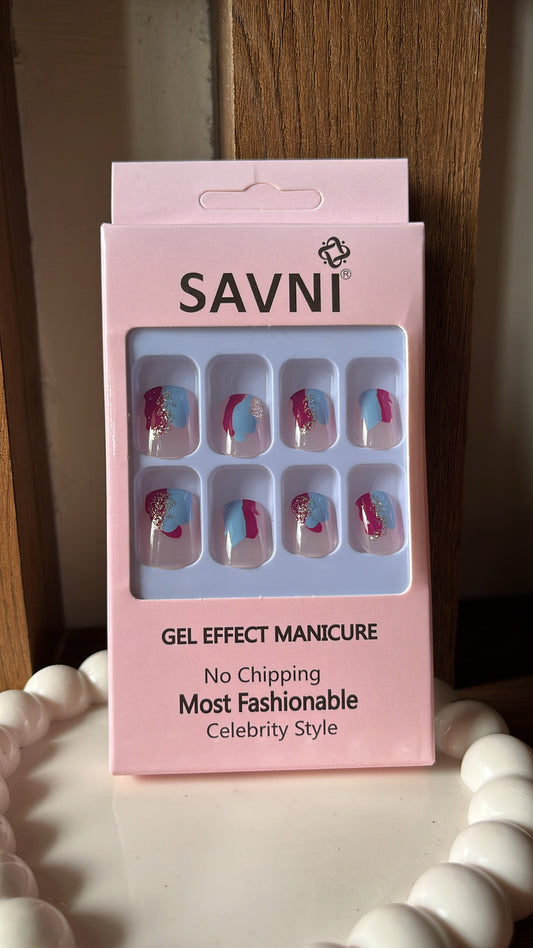 SAVNI®
GEL EFFECT MANICURE
No Chipping
Most Fashionable
Celebrity Style